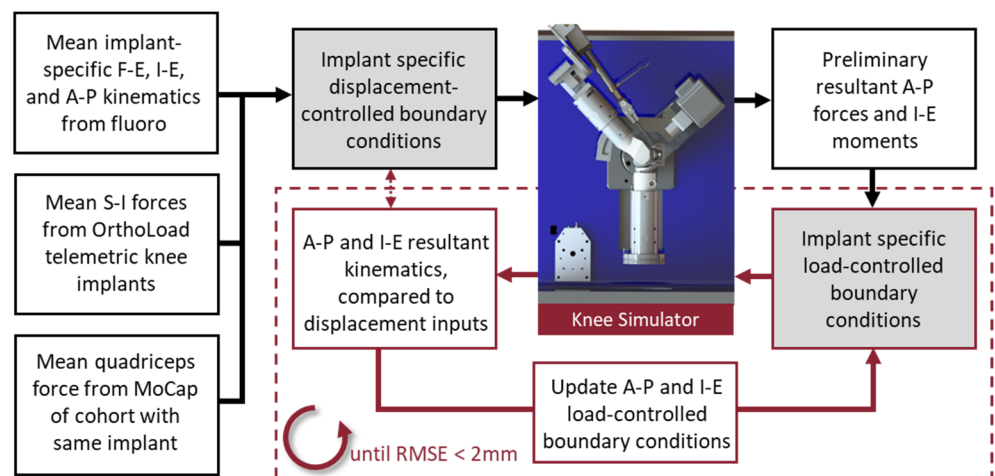 Mean implant-
specific F-E, I-E,
and A-P kinematics
from fluoro
Implant specific
displacement-
controlled boundary
conditions
Preliminary
resultant A-P
forces and I-E
moments
Mean S-I forces
from OrthoLoad
telemetric knee
implants
A-P and I-E resultant
kinematics,
compared to
displacement inputs
Knee Simulator
Implant specific
load-controlled
boundary
conditions
Mean quadriceps
force from MoCap
of cohort with
same implant
Update A-P and I-E
load-controlled
boundary conditions
until RMSE < 2mm